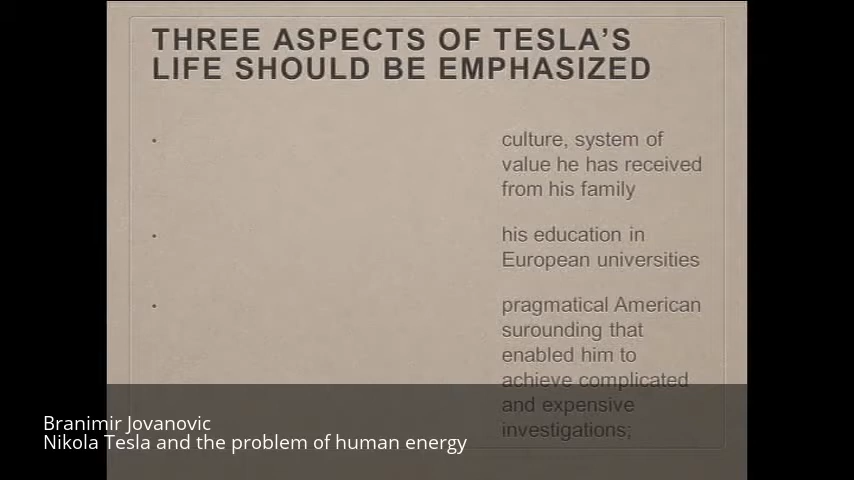 THREE ASPECTS OF TESLA'S
LIFE SHOULD BE EMPHASIZED
• culture, system of
value he has received
from his family
• his education in
European universities
• pragmatical American
surounding that
enabled him to
achieve complicated
and expensive
investigations;
Branimir Jovanovic
Nikola Tesla and the problem of human energy